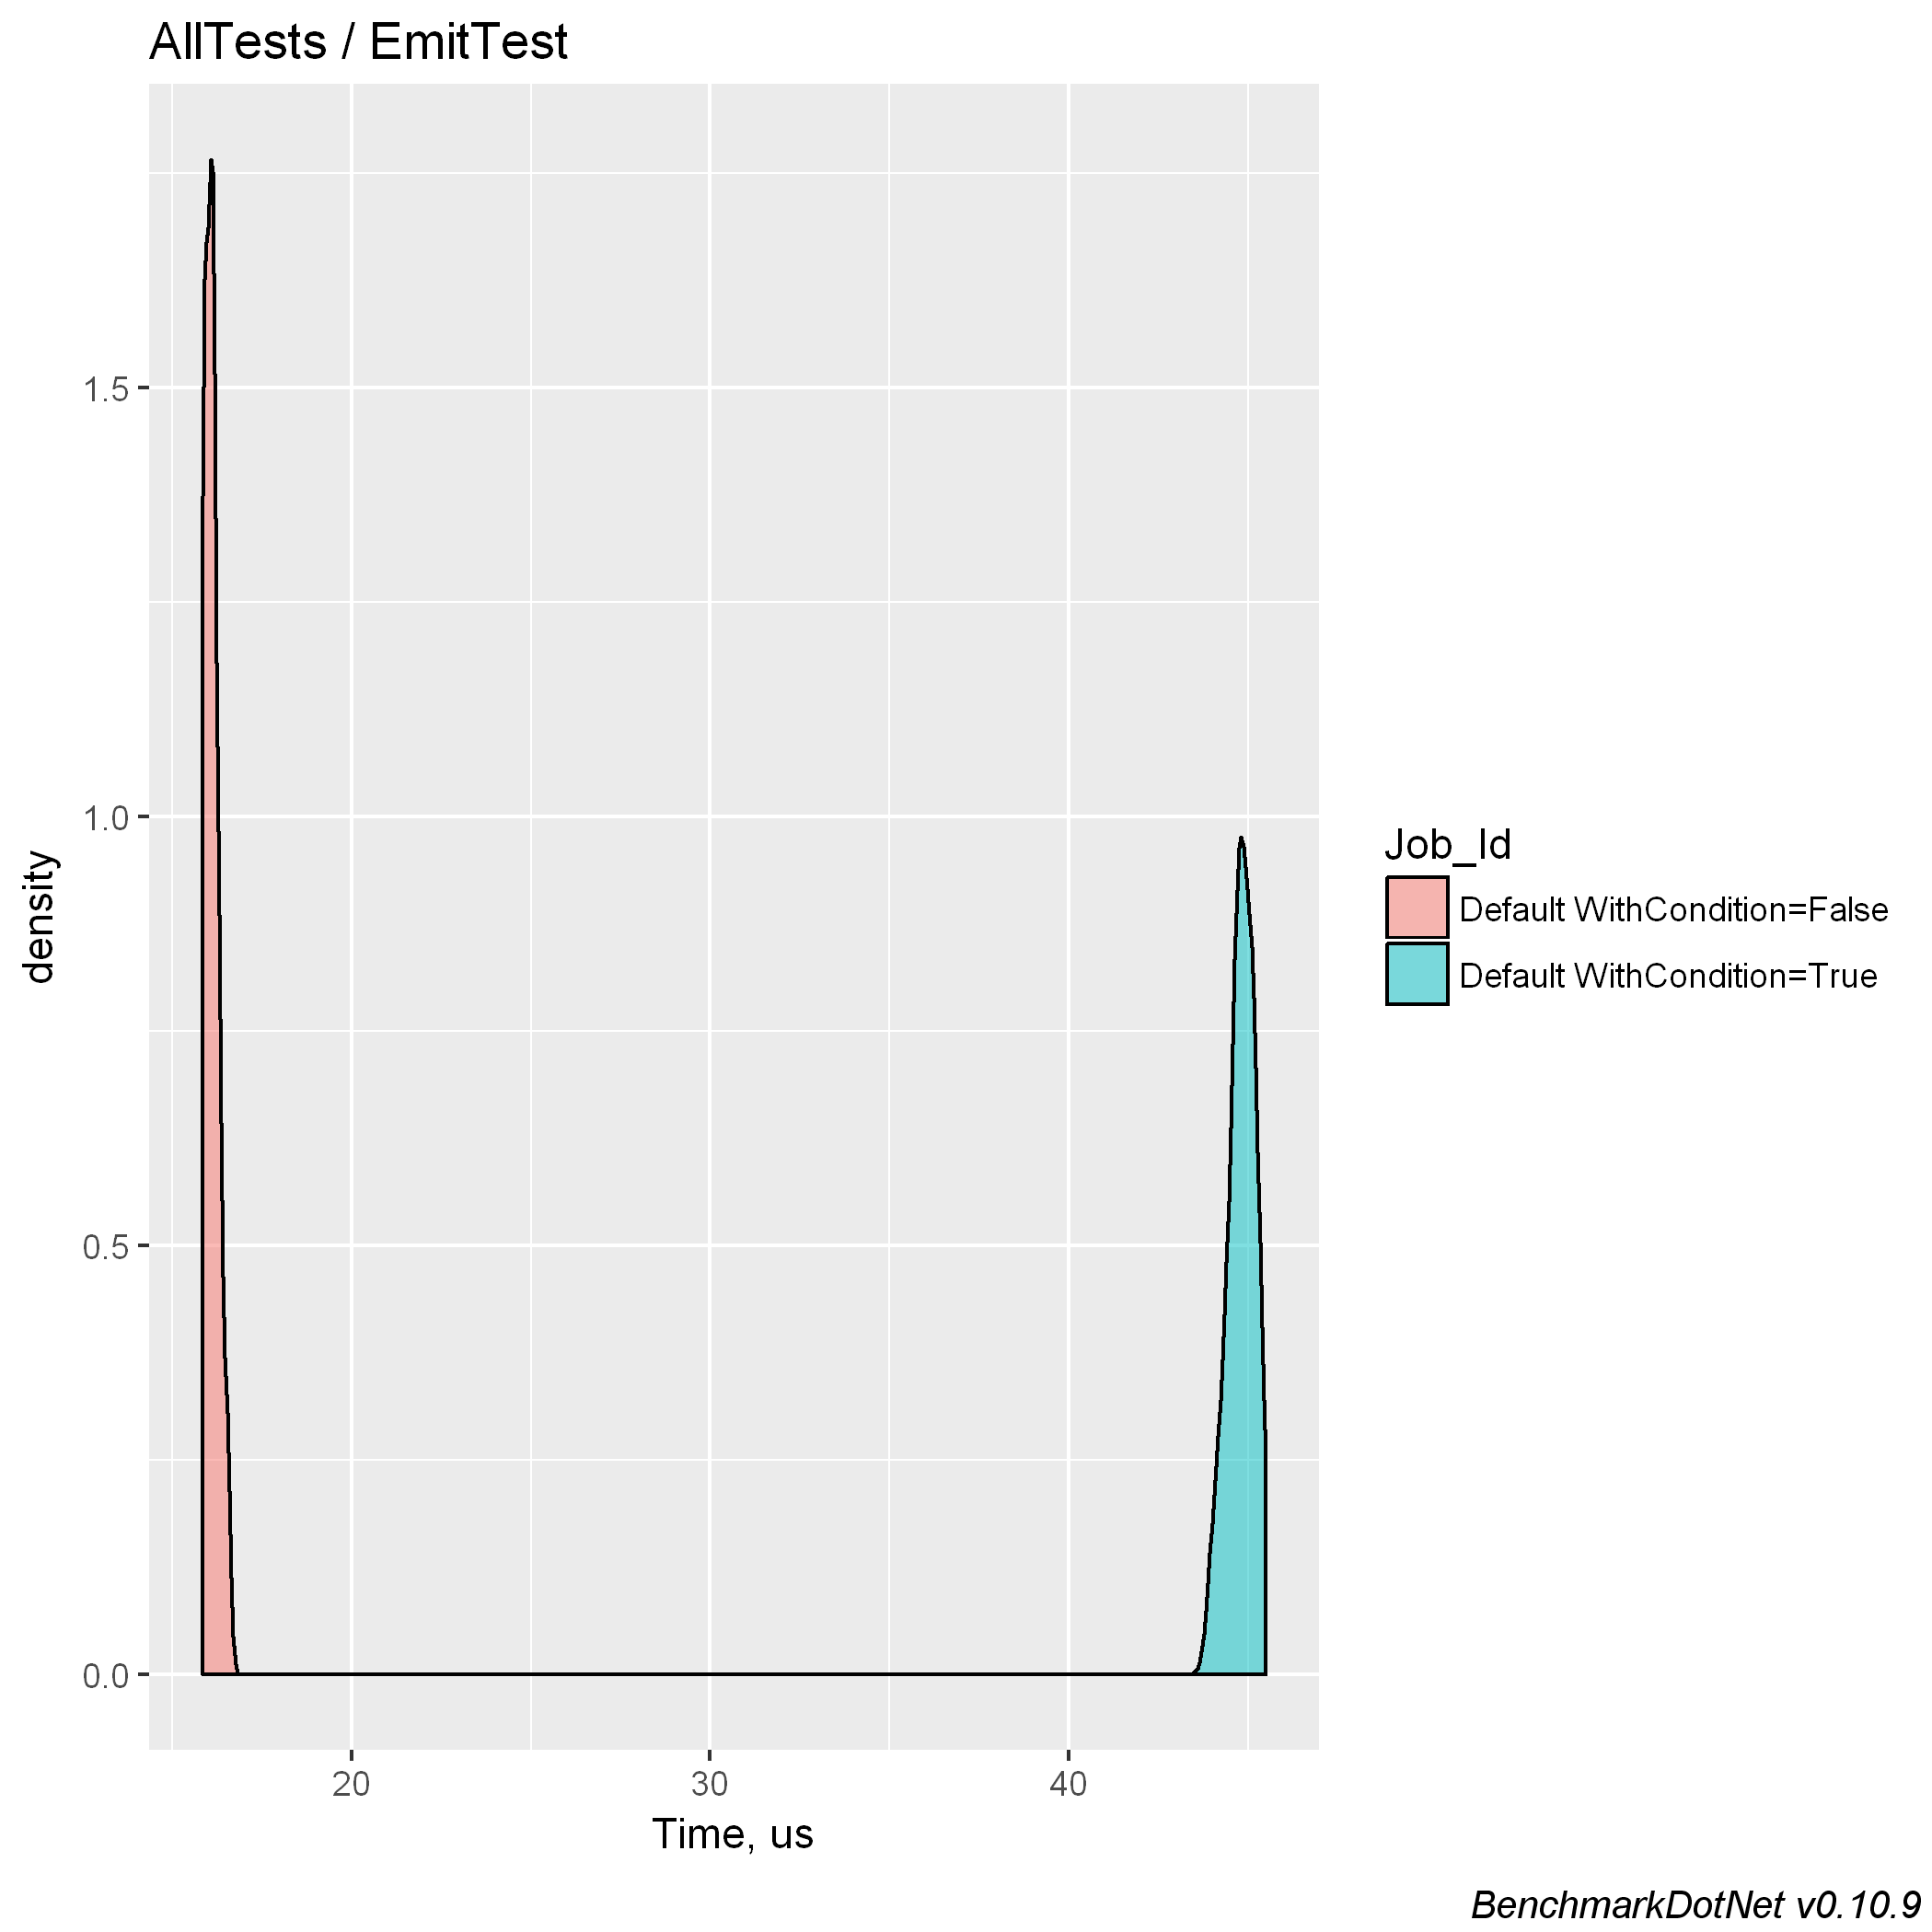 AllTests / EmitTest
1.5
1.0
0.5
0.0
density
20 30 40
Time, us
Job_Id
Default WithCondition=False
Default WithCondition=True
BenchmarkDotNet v0.10.9